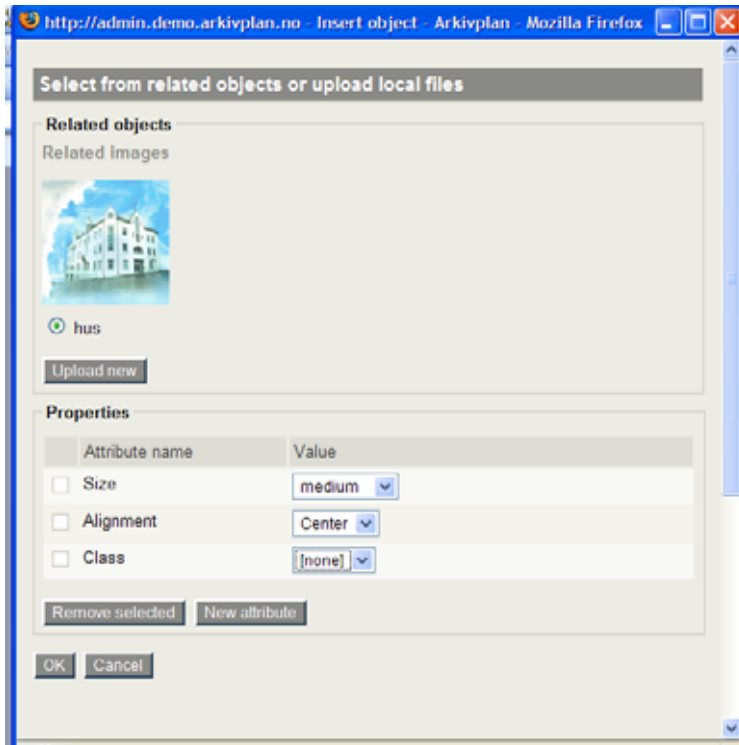 http://admin.demo.arkivplan.no - Insert object - Arkivplan - Mozilla Firefox
Select from related objects or upload local files
Related objects
Related images
hus
Upload new
Properties
Attribute name Value
Size medium
Alignment Center
Class [none]
Remove selected New attribute
OK Cancel